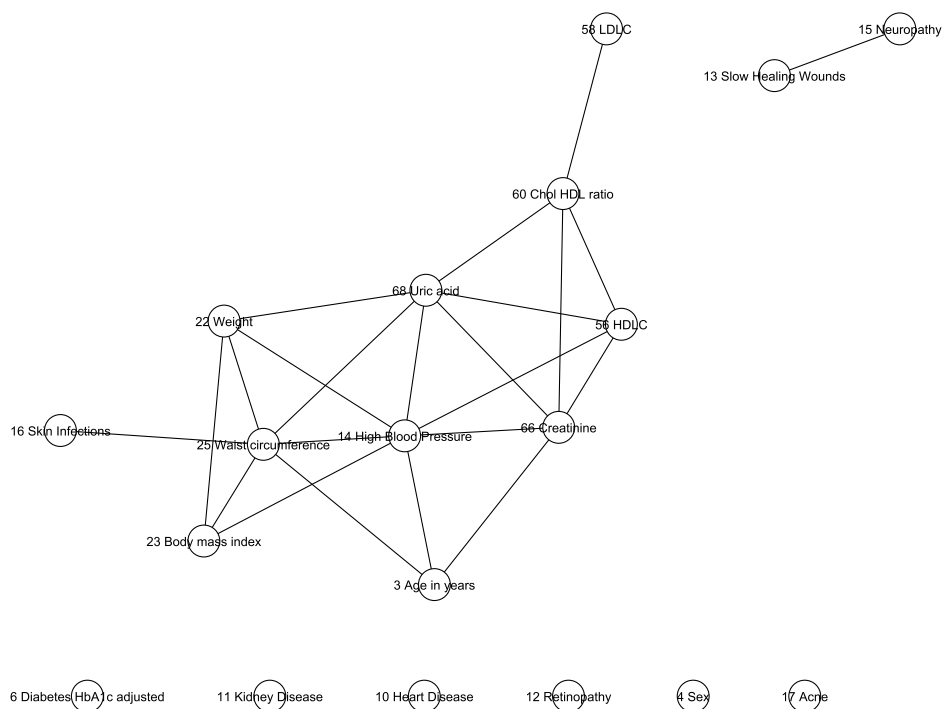 58 LDLC
15 Neuropathy
13 Slow Healing Wounds
60 Chol HDL ratio
68 Uric acid
22 Weight
56 HDLC
16 Skin Infections
25 Waist circumference
14 High Blood Pressure
66 Creatinine
23 Body mass index
3 Age in years
6 Diabetes HbA1c adjusted
11 Kidney Disease
10 Heart Disease
12 Retinopathy
4 Sex
17 Acne